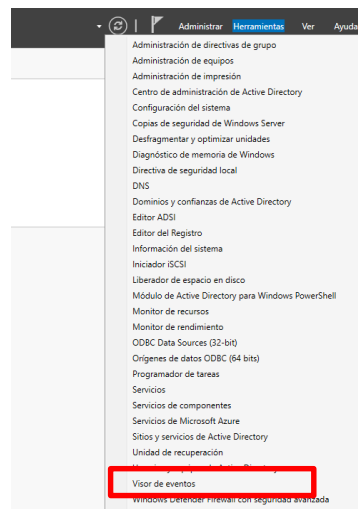 Administrar Herramientas Ver Ayuda
Administración de directivas de grupo
Administración de equipos
Administración de impresión
Centro de administración de Active Directory
Configuración del sistema
Copias de seguridad de Windows Server
Desfragmentar y optimizar unidades
Diagnóstico de memoria de Windows
Directiva de seguridad local
DNS
Dominios y confianzas de Active Directory
Editor ADSI
Editor del Registro
Información del sistema
Iniciador iSCSI
Liberador de espacio en disco
Módulo de Active Directory para Windows PowerShell
Monitor de recursos
Monitor de rendimiento
ODBC Data Sources (32-bit)
Orígenes de datos ODBC (64 bits)
Programador de tareas
Servicios
Servicios de componentes
Servicios de Microsoft Azure
Sitios y servicios de Active Directory
Unidad de recuperación
Visor de eventos
Windows Defender Firewall con seguridad avanzada